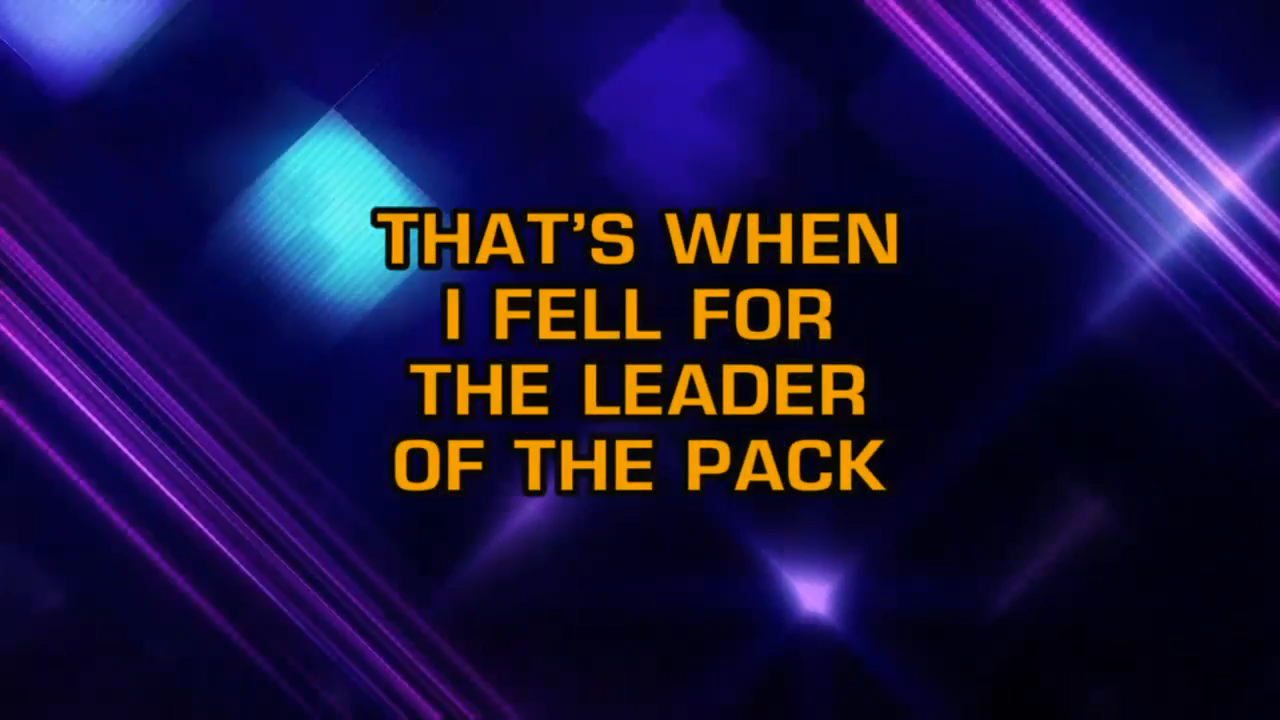 THAT'S WHEN
I FELL FOR
THE LEADER
OF THE PACK